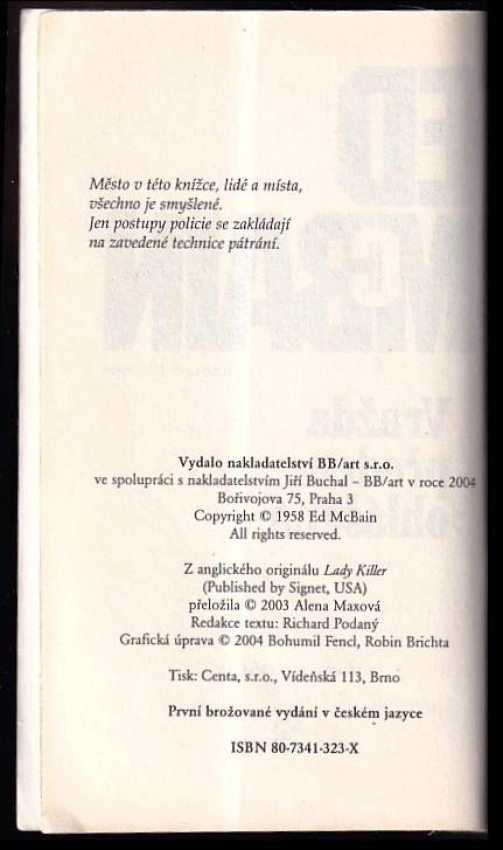 Město v této knížce, lidé a místa,
všechno je smyšlené.
Jen postupy policie se zakládají
na zavedené technice pátrání.
Vydalo nakladatelství BB/art s.r.o.
ve spolupráci s nakladatelstvím Jiří Buchal – BB/art v roce 2004
Bořivojova 75, Praha 3
Copyright © 1958 Ed McBain
All rights reserved.
Z anglického originálu Lady Killer
(Published by Signet, USA)
přeložila © 2003 Alena Maxová
Redakce textu: Richard Podaný
Grafická úprava © 2004 Bohumil Fencl, Robin Brichta
Tisk: Centa, s.r.o., Vídeňská 113, Brno
První brožované vydání v českém jazyce
ISBN 80-7341-323-X